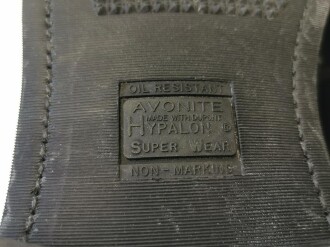 OIL RESISTANT
AVONITE
MADE WITH DUPONT
HYPALON ®
SUPER WEAR
NON-MARKING